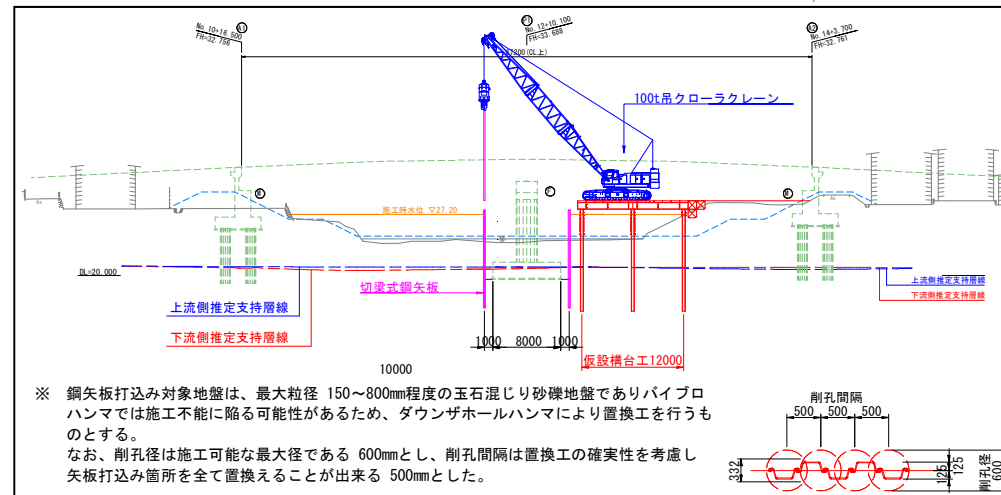 A1
No.10+16.500
FH=32.756
P1
No.12+10.100
FH=33.688
A2
No.14+3.700
FH=32.761
67200(CL上)
100t吊クローラクレーン
M
F
M
As
As
施工時水位 ▽27.20
DL=20.000
上流側推定支持層線
下流側推定支持層線
切梁式鋼矢板
上流側推定支持層線
下流側推定支持層線
1000 8000 1000
仮設構台工12000
10000
※ 鋼矢板打込み対象地盤は、最大粒径 150～800mm程度の玉石混じり砂礫地盤でありバイブロ
ハンマでは施工不能に陥る可能性があるため、ダウンザホールハンマにより置換工を行うも
のとする。
なお、削孔径は施工可能な最大径である 600mmとし、削孔間隔は置換工の確実性を考慮し
矢板打込み箇所を全て置換えることが出来る 500mmとした。
削孔間隔
500 500 500
332
125
125
削孔径
600